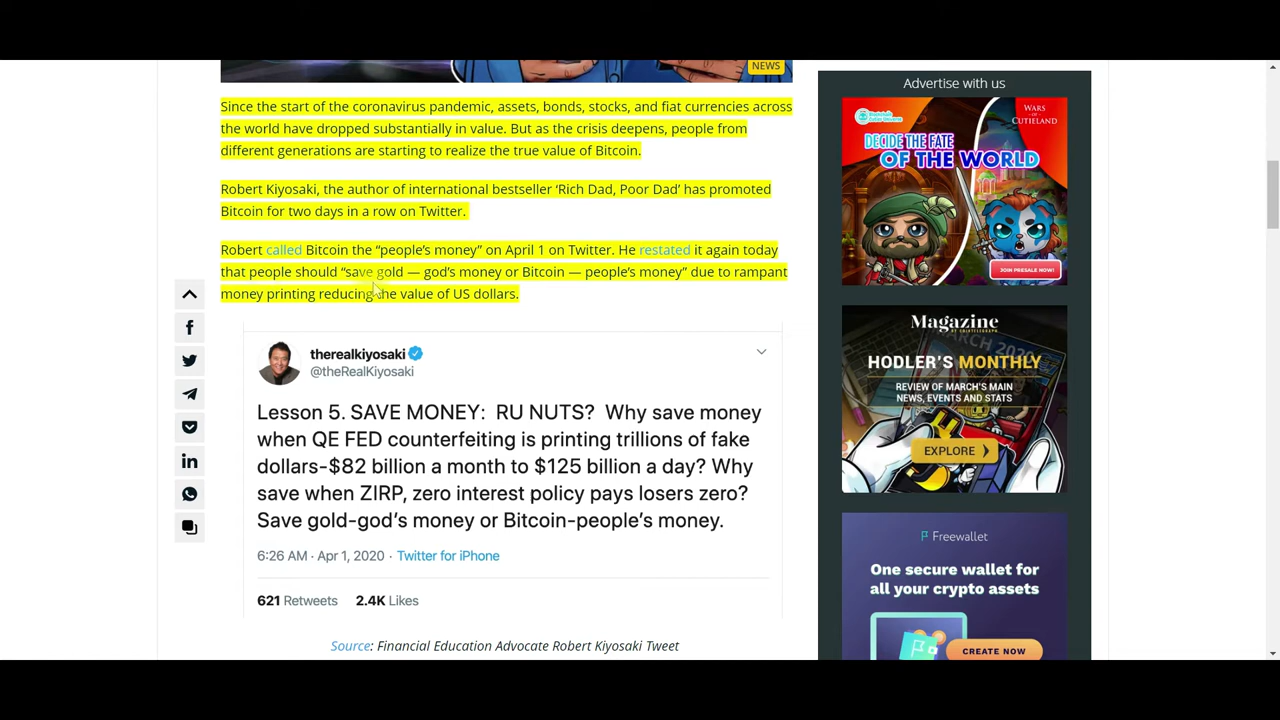 NEWS
Since the start of the coronavirus pandemic, assets, bonds, stocks, and fiat currencies across
the world have dropped substantially in value. But as the crisis deepens, people from
different generations are starting to realize the true value of Bitcoin.
Robert Kiyosaki, the author of international bestseller ‘Rich Dad, Poor Dad’ has promoted
Bitcoin for two days in a row on Twitter.
Robert called Bitcoin the “people’s money” on April 1 on Twitter. He restated it again today
that people should “save gold — god’s money or Bitcoin — people’s money” due to rampant
money printing reducing the value of US dollars.
therealkiyosaki
@theRealKiyosaki
Lesson 5. SAVE MONEY: RU NUTS? Why save money
when QE FED counterfeiting is printing trillions of fake
dollars-$82 billion a month to $125 billion a day? Why
save when ZIRP, zero interest policy pays losers zero?
Save gold-god’s money or Bitcoin-people’s money.
6:26 AM · Apr 1, 2020 · Twitter for iPhone
621 Retweets 2.4K Likes
Source: Financial Education Advocate Robert Kiyosaki Tweet
Advertise with us
WARS
OF
CUTIELAND
DECIDE THE FATE
OF THE WORLD
JOIN PRESALE NOW!
Magazine
HODLER'S MONTHLY
REVIEW OF MARCH'S MAIN
NEWS, EVENTS AND STATS
EXPLORE
Freewallet
One secure wallet for
all your crypto assets
CREATE NOW